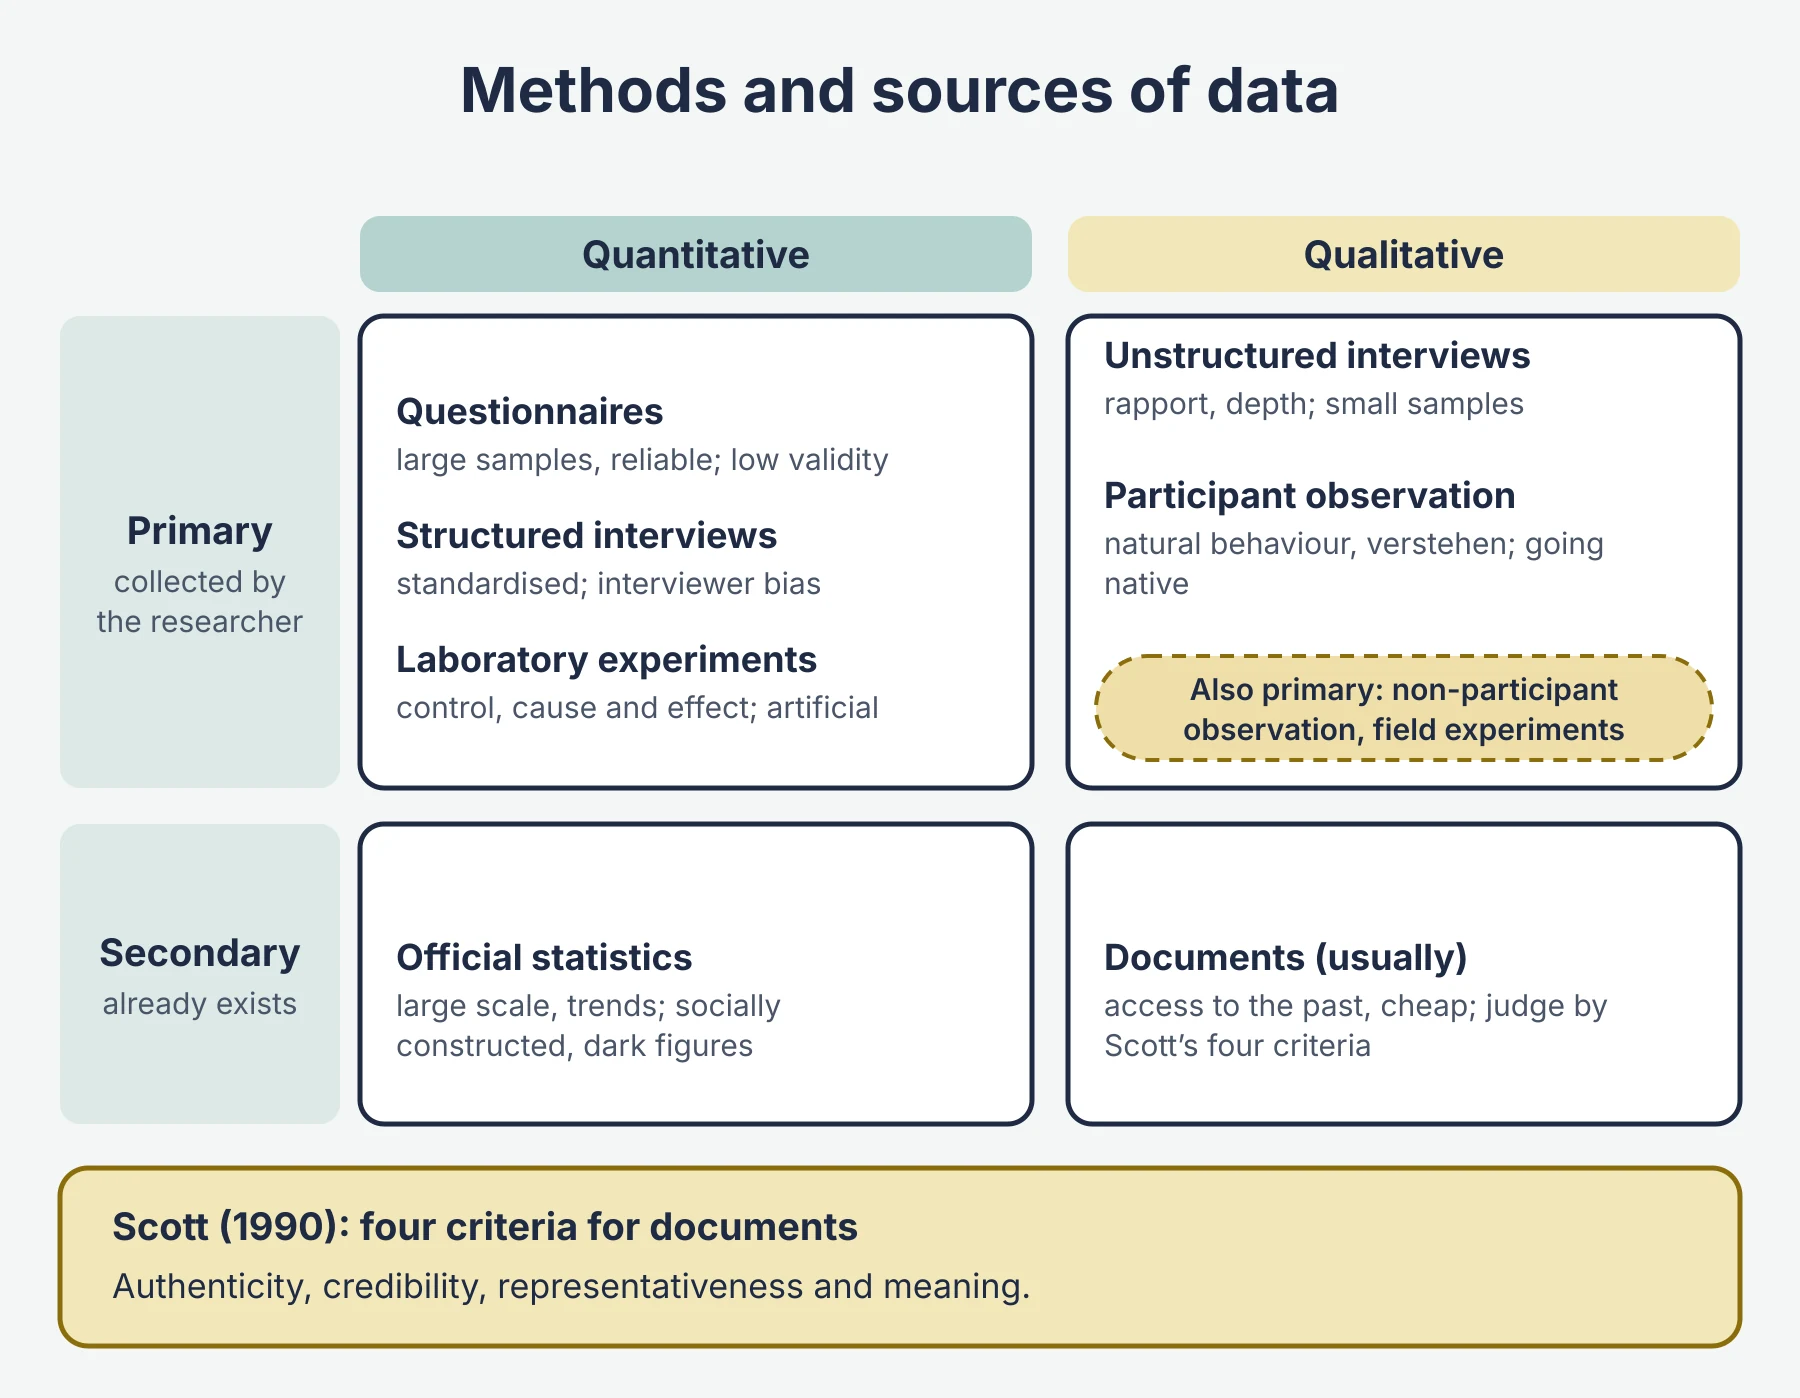 Methods and sources of data
Quantitative
Qualitative
Primary
collected by
the researcher
Questionnaires
large samples, reliable; low validity
Structured interviews
standardised; interviewer bias
Laboratory experiments
control, cause and effect; artificial
Unstructured interviews
rapport, depth; small samples
Participant observation
natural behaviour, verstehen; going
native
Also primary: non-participant
observation, field experiments
Secondary
already exists
Official statistics
large scale, trends; socially
constructed, dark figures
Documents (usually)
access to the past, cheap; judge by
Scott’s four criteria
Scott (1990): four criteria for documents
Authenticity, credibility, representativeness and meaning.